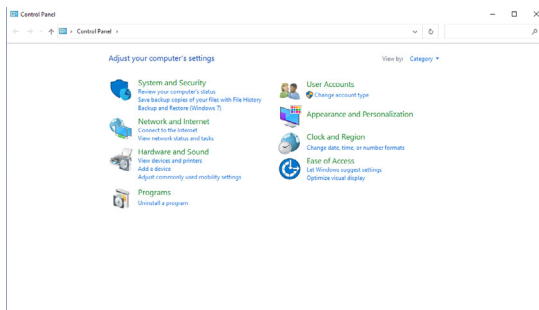 Control Panel
Control Panel
Adjust your computer's settings
View by: Category
System and Security
Review your computer's status
Save backup copies of your files with File History
Backup and Restore (Windows 7)
Network and Internet
Connect to the Internet
View network status and tasks
Hardware and Sound
View devices and printers
Add a device
Adjust commonly used mobility settings
Programs
Uninstall a program
User Accounts
Change account type
Appearance and Personalization
Clock and Region
Change date, time, or number formats
Ease of Access
Let Windows suggest settings
Optimize visual display